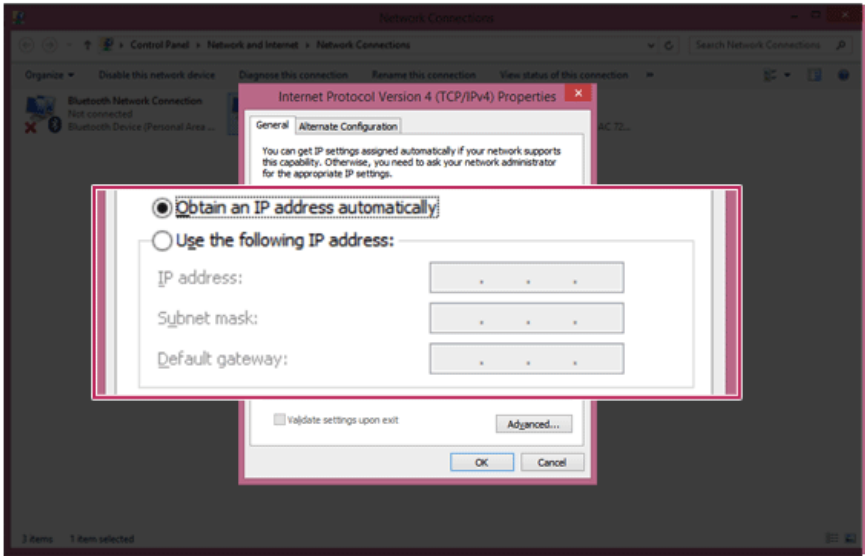 Network Connections
Control Panel Network and Internet Network Connections
Search Network Connections
Organize Disable this network device Diagnose this connection Rename this connection View status of this connection »
Bluetooth Network Connection
Not connected
Bluetooth Device (Personal Area ...
Internet Protocol Version 4 (TCP/IPv4) Properties
General Alternate Configuration
AC 72...
You can get IP settings assigned automatically if your network supports
this capability. Otherwise, you need to ask your network administrator
for the appropriate IP settings.
Obtain an IP address automatically
Use the following IP address:
IP address: . . .
Subnet mask: . . .
Default gateway: . . .
Validate settings upon exit
Advanced...
OK Cancel
3 items 1 item selected